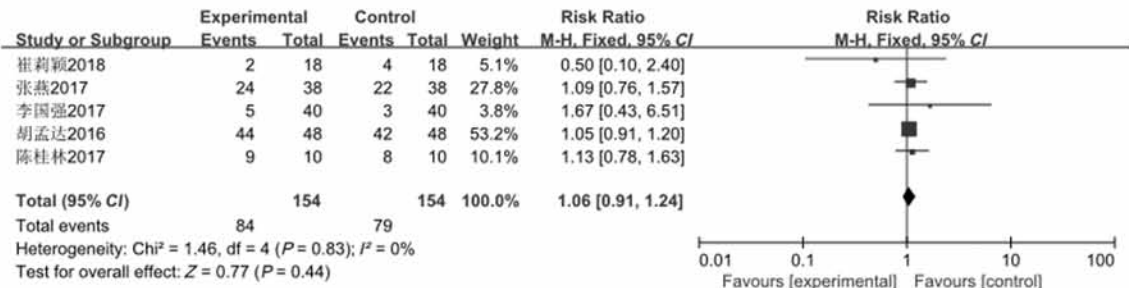 Experimental Control Risk Ratio Risk Ratio
Study or Subgroup Events Total Events Total Weight M-H, Fixed, 95% CI M-H, Fixed, 95% CI
崔莉颖2018 2 18 4 18 5.1% 0.50 [0.10, 2.40]
张燕2017 24 38 22 38 27.8% 1.09 [0.76, 1.57]
李国强2017 5 40 3 40 3.8% 1.67 [0.43, 6.51]
胡孟达2016 44 48 42 48 53.2% 1.05 [0.91, 1.20]
陈桂林2017 9 10 8 10 10.1% 1.13 [0.78, 1.63]
Total (95% CI) 154 154 100.0% 1.06 [0.91, 1.24]
Total events 84 79
Heterogeneity: Chi² = 1.46, df = 4 (P = 0.83); I² = 0%
Test for overall effect: Z = 0.77 (P = 0.44)
0.01 0.1 1 10 100
Favours [experimental] Favours [control]